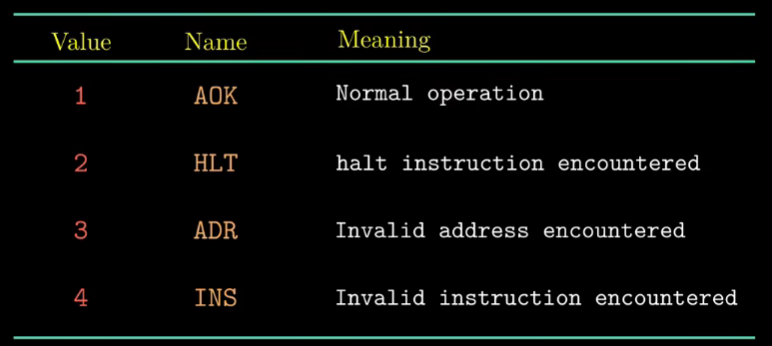 Value Name Meaning
1 AOK Normal operation
2 HLT halt instruction encountered
3 ADR Invalid address encountered
4 INS Invalid instruction encountered